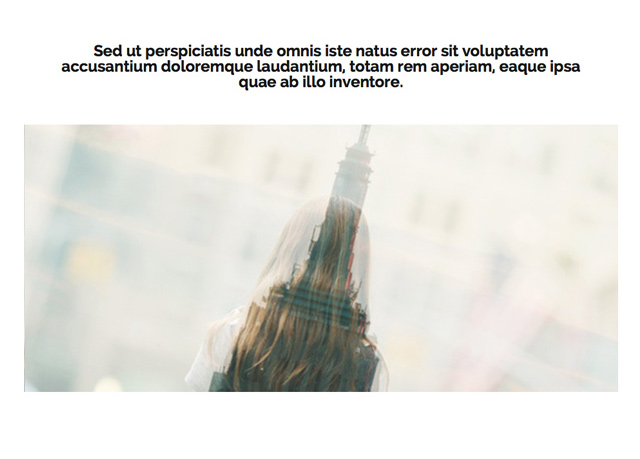 Sed ut perspiciatis unde omnis iste natus error sit voluptatem
accusantium doloremque laudantium, totam rem aperiam, eaque ipsa
quae ab illo inventore.